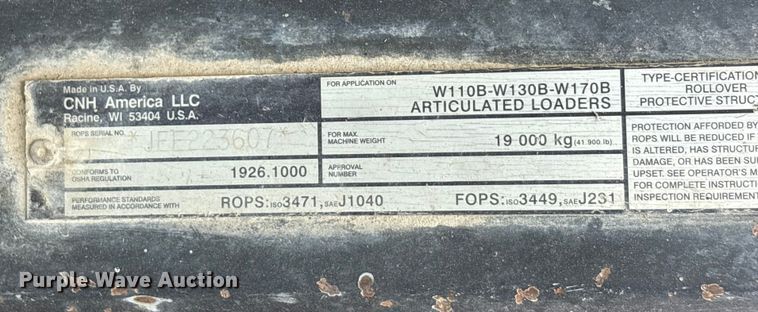 Made in U.S.A. By
CNH America LLC
Racine, WI 53404 U.S.A.
FOR APPLICATION ON
W110B-W130B-W170B
ARTICULATED LOADERS
TYPE-CERTIFICATION
ROLLOVER
PROTECTIVE STRUCT
ROPS SERIAL NO.
FOR MAX.
MACHINE WEIGHT
19 000 kg (41.900 lb)
CONFORMS TO
OSHA REGULATION
1926.1000
APPROVAL
NUMBER
PERFORMANCE STANDARDS
MEASURED IN ACCORDANCE WITH
ROPS: ISO 3471, SAE J1040
FOPS: ISO 3449, SAE J231
PROTECTION AFFORDED BY
ROPS WILL BE REDUCED IF
IS ALTERED, HAS STRUCTU
DAMAGE, OR HAS BEEN SU
UPSET. SEE OPERATOR'S M
FOR COMPLETE INSTRUCTI
INSPECTION REQUIREMENT
Purple Wave Auction